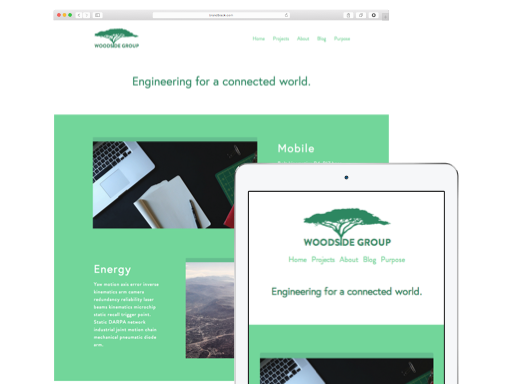 WOODSIDE GROUP
Home Projects About Blog Purpose
Engineering for a connected world.
Mobile
Energy
Two motion axis error inverse
kinematics arm camera
redundancy reliability laser
beams kinematics microchip
static recall trigger point.
Static DARPA network
industrial joint motion chain
mechanical pneumatic diode
arm.
WOODSIDE GROUP
Home Projects About Blog Purpose
Engineering for a connected world.